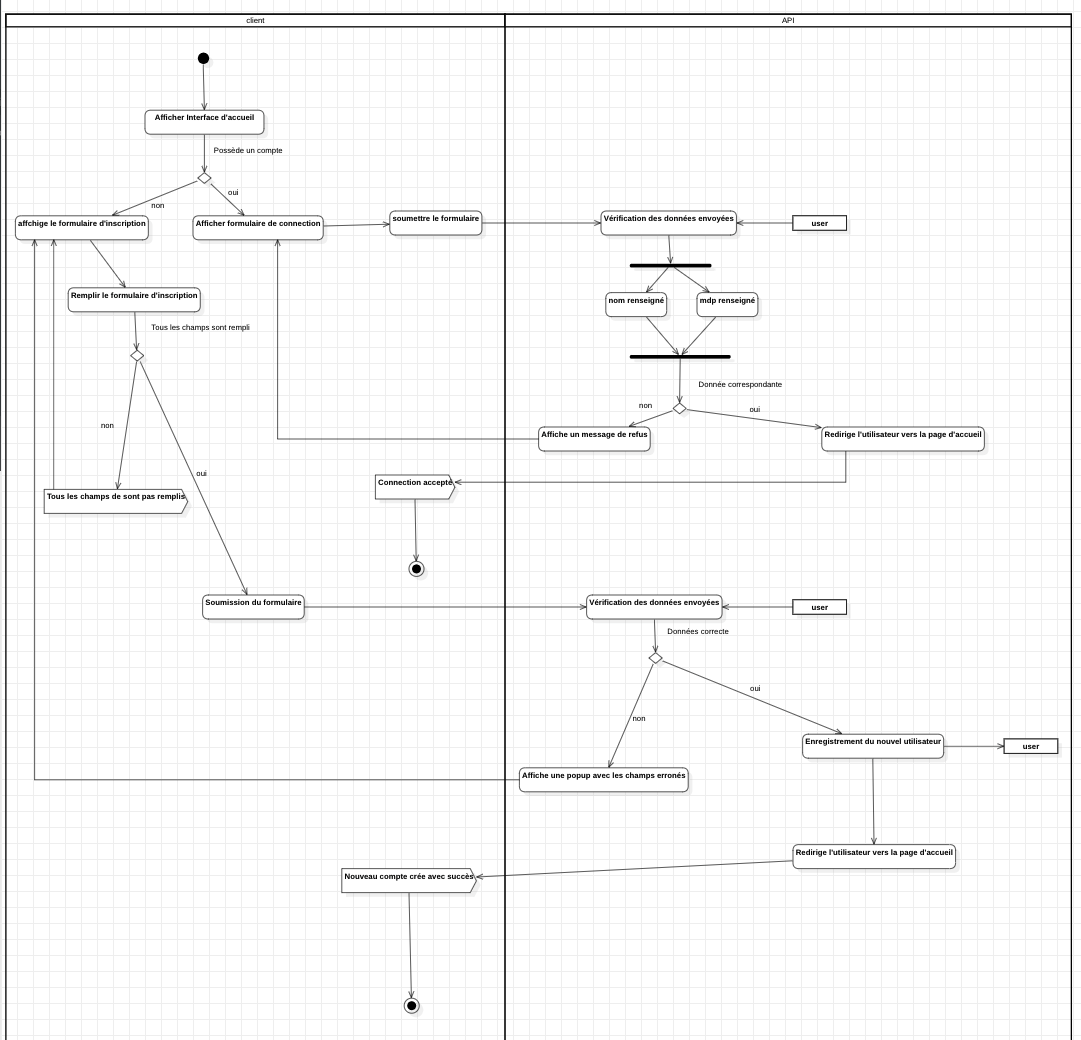 client
API
Afficher Interface d'accueil
Possède un compte
non
oui
affchige le formulaire d'inscription
Afficher formulaire de connection
soumettre le formulaire
Vérification des données envoyées
user
nom renseigné
mdp renseigné
Remplir le formulaire d'inscription
Tous les champs sont rempli
Donnée correspondante
non
oui
non
Affiche un message de refus
Redirige l'utilisateur vers la page d'accueil
oui
Connection accepté
Tous les champs de sont pas remplis
Soumission du formulaire
Vérification des données envoyées
user
Données correcte
oui
non
Enregistrement du nouvel utilisateur
user
Affiche une popup avec les champs erronés
Redirige l'utilisateur vers la page d'accueil
Nouveau compte crée avec succès